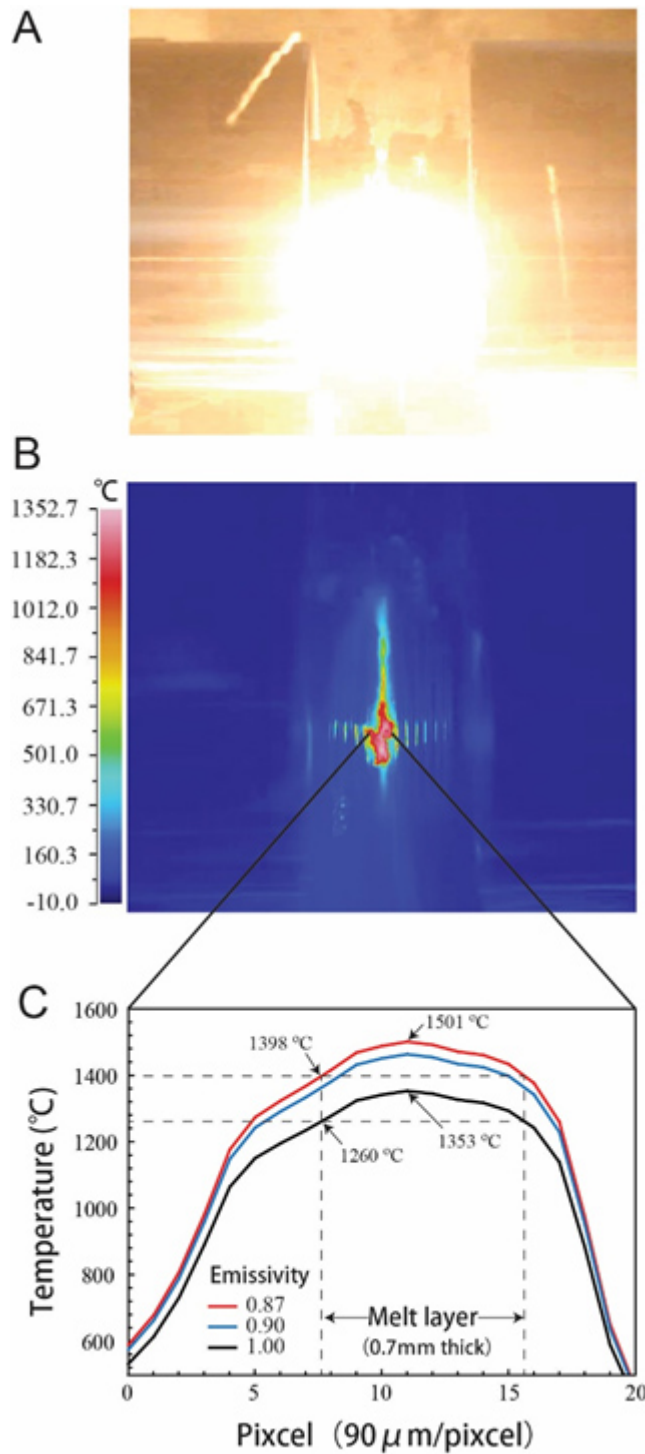 A
B
℃
1352.7
1182.3
1012.0
841.7
671.3
501.0
330.7
160.3
-10.0
C
1600
1400
1200
1000
800
600
Temperature (℃)
1501 ℃
1398 ℃
1260 ℃
1353 ℃
Emissivity
0.87
0.90
1.00
Melt layer
(0.7mm thick)
0 5 10 15 20
Pixcel (90 μm/pixcel)